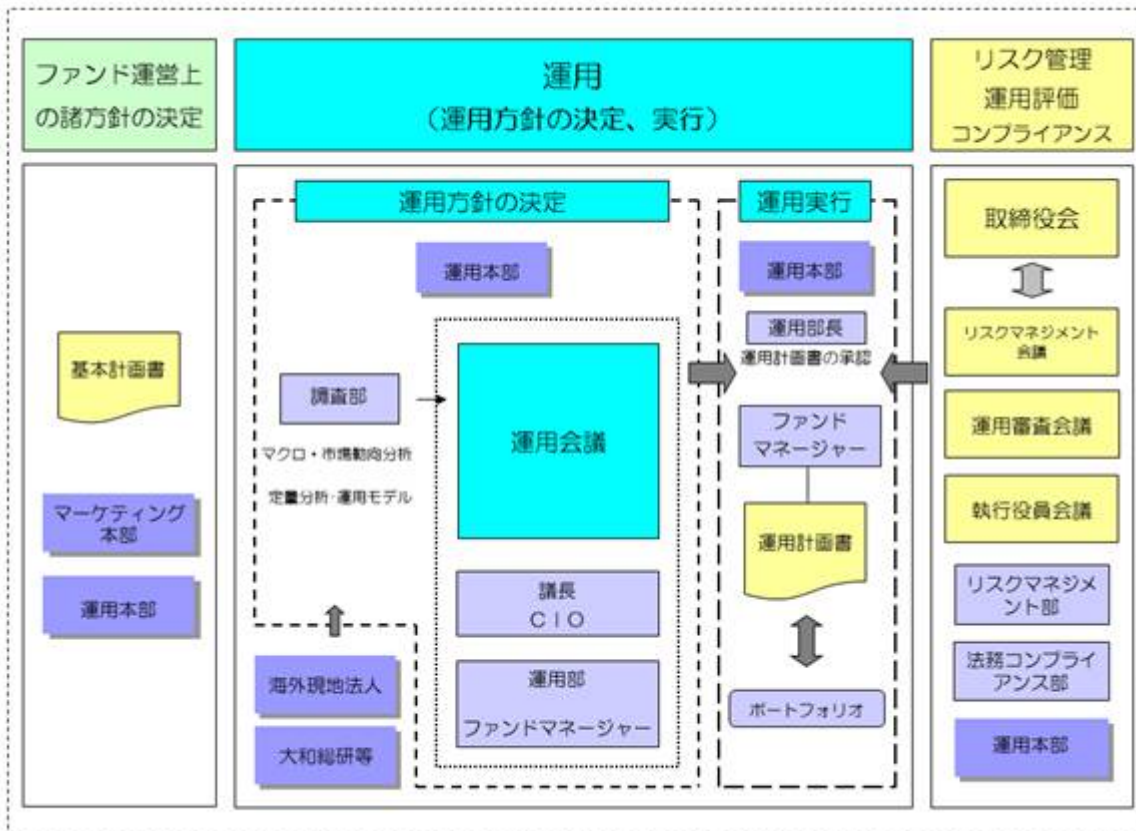 ファンド運営上
の諸方針の決定
運用
（運用方針の決定、実行）
リスク管理
運用評価
コンプライアンス
基本計画書
マーケティング
本部
運用本部
運用方針の決定
運用本部
調査部
マクロ・市場動向分析
定量分析・運用モデル
運用会議
議長
ＣＩＯ
運用部
ファンドマネージャー
海外現地法人
大和総研等
運用実行
運用本部
運用部長
運用計画書の承認
ファンド
マネージャー
運用計画書
ポートフォリオ
取締役会
リスクマネジメント
会議
運用審査会議
執行役員会議
リスクマネジメ
ント部
法務コンプライ
アンス部
運用本部